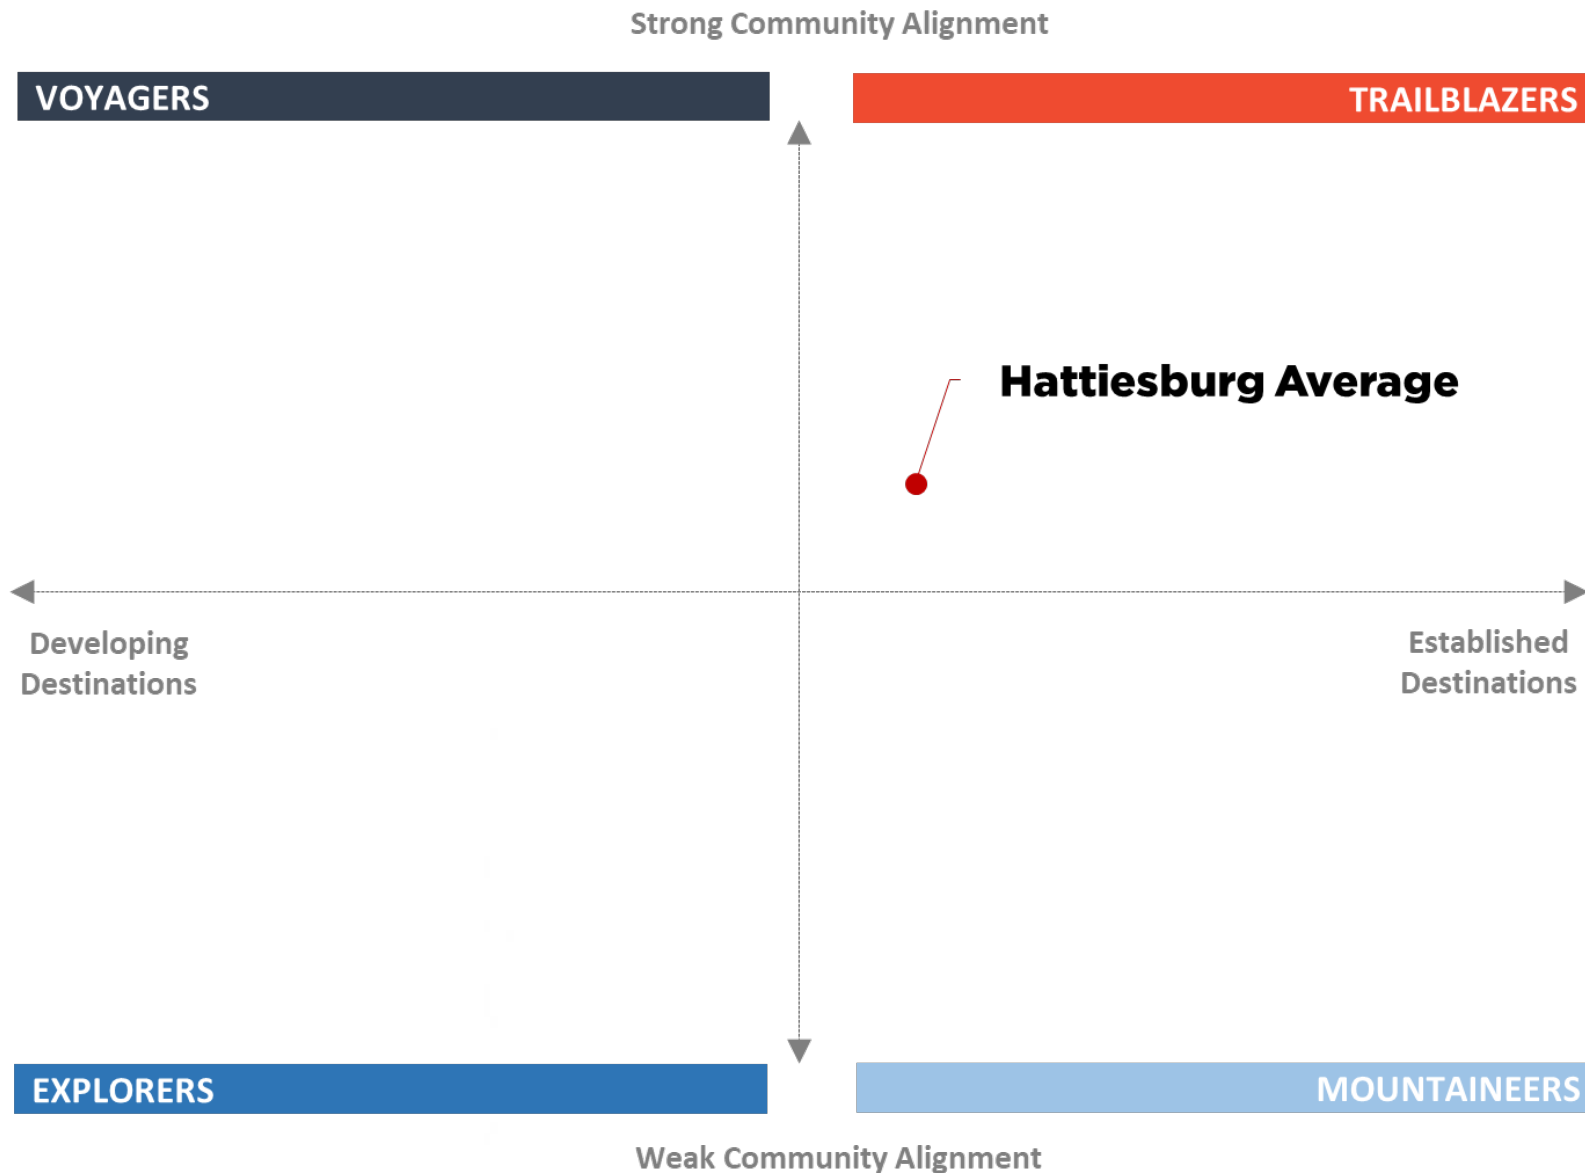 Strong Community Alignment
VOYAGERS
TRAILBLAZERS
Hattiesburg Average
Developing
Destinations
Established
Destinations
EXPLORERS
MOUNTAINEERS
Weak Community Alignment